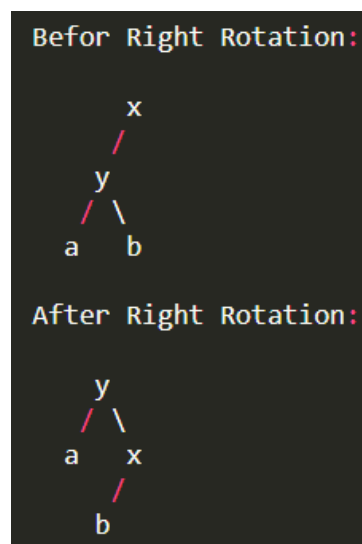 Befor Right Rotation:
x
/
y
/ \
a b
After Right Rotation:
y
/ \
a x
/
b